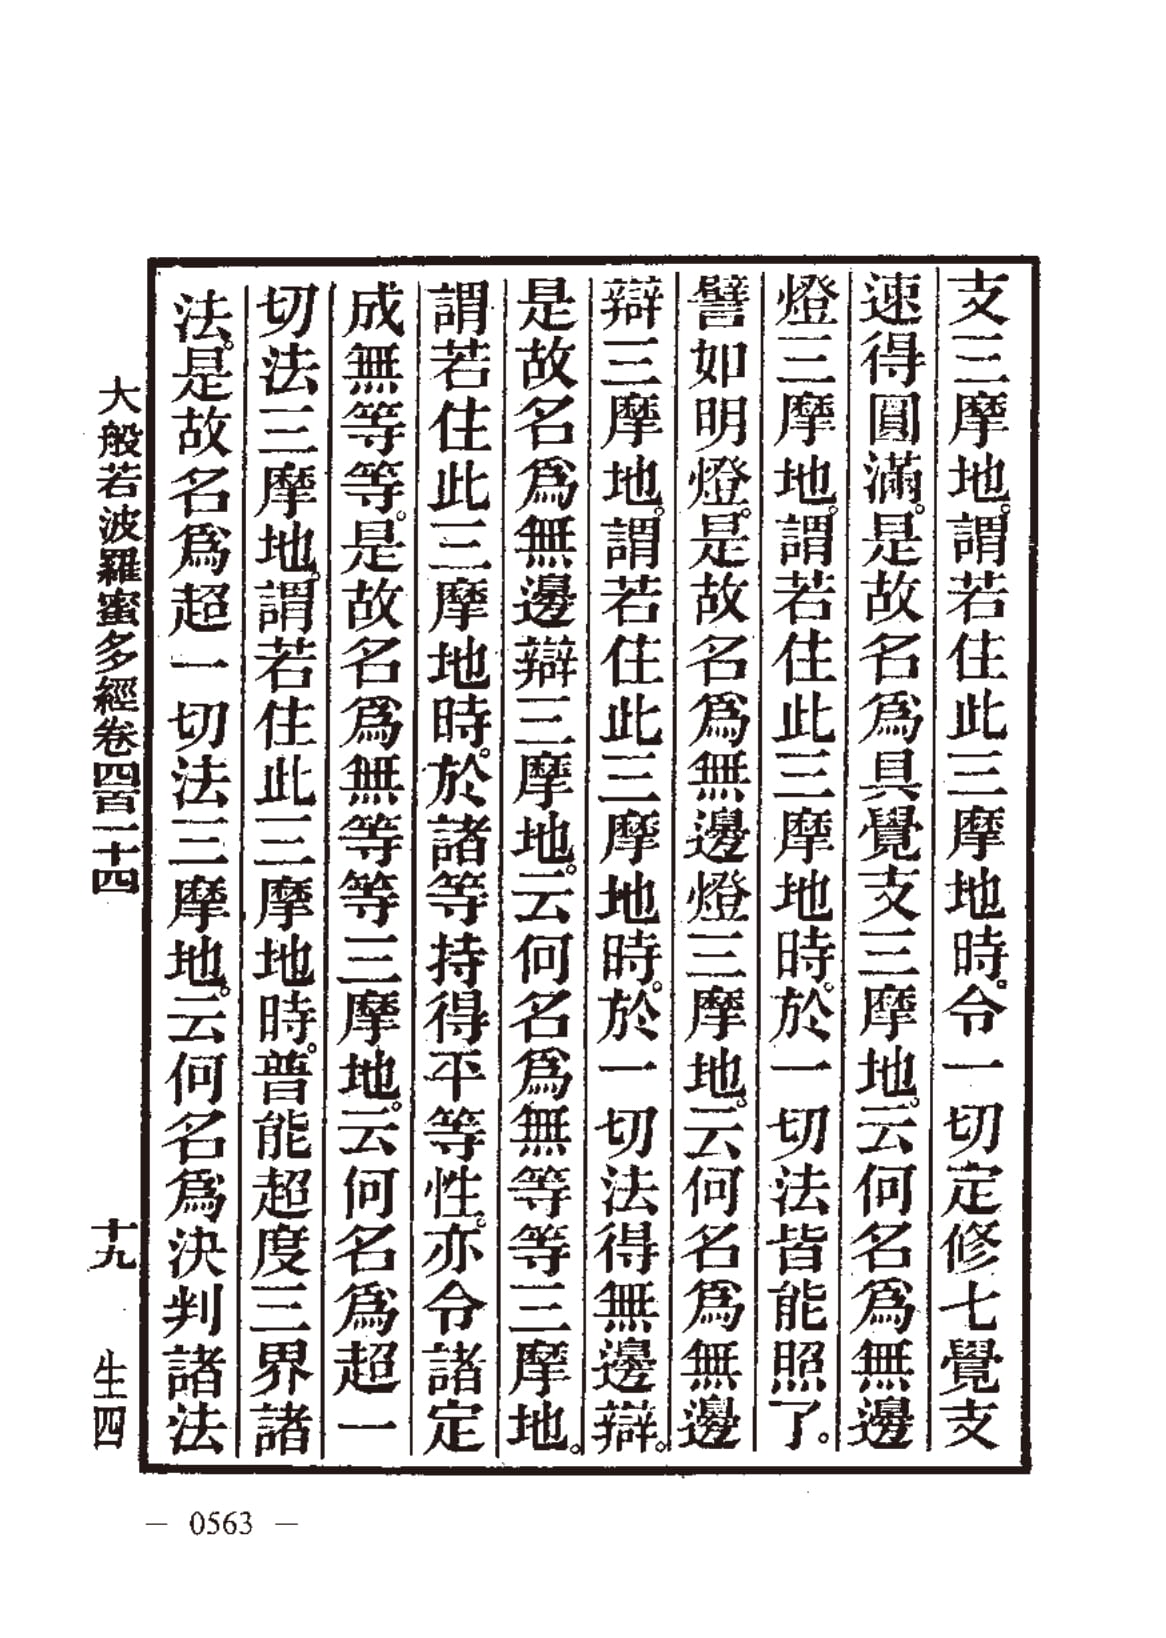 支三摩地。謂若住此三摩地時。令一切定修七覺支
速得圓滿。是故名爲具覺支三摩地。云何名爲無邊
燈三摩地。謂若住此三摩地時。於一切法皆能照了。
譬如明燈。是故名爲無邊燈三摩地。云何名爲無邊
辯三摩地。謂若住此三摩地時。於一切法得無邊辯。
是故名爲無邊辯三摩地。云何名爲無等等三摩地。
謂若住此三摩地時。於諸等持得平等性。亦令諸定
成無等等。是故名爲無等等三摩地。云何名爲超一
切法三摩地。謂若住此三摩地時。普能超度三界諸
法。是故名爲超一切法三摩地。云何名爲決判諸法
大般若波羅蜜多經卷四百一十四 十九 生四
— 0563 —